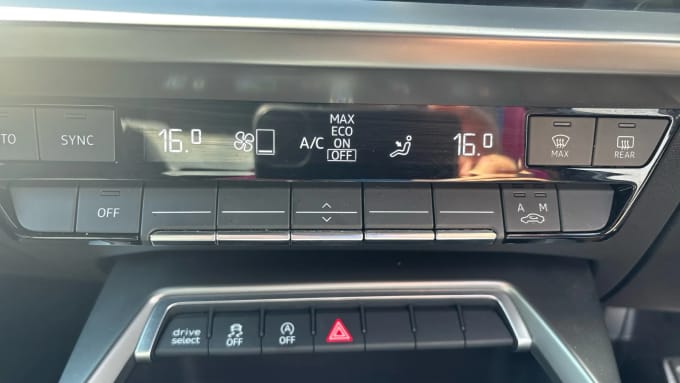 TO
SYNC
16.0
A/C
MAX
ECO
ON
OFF
16.0
MAX
REAR
OFF
A M
drive
select
OFF
A
OFF